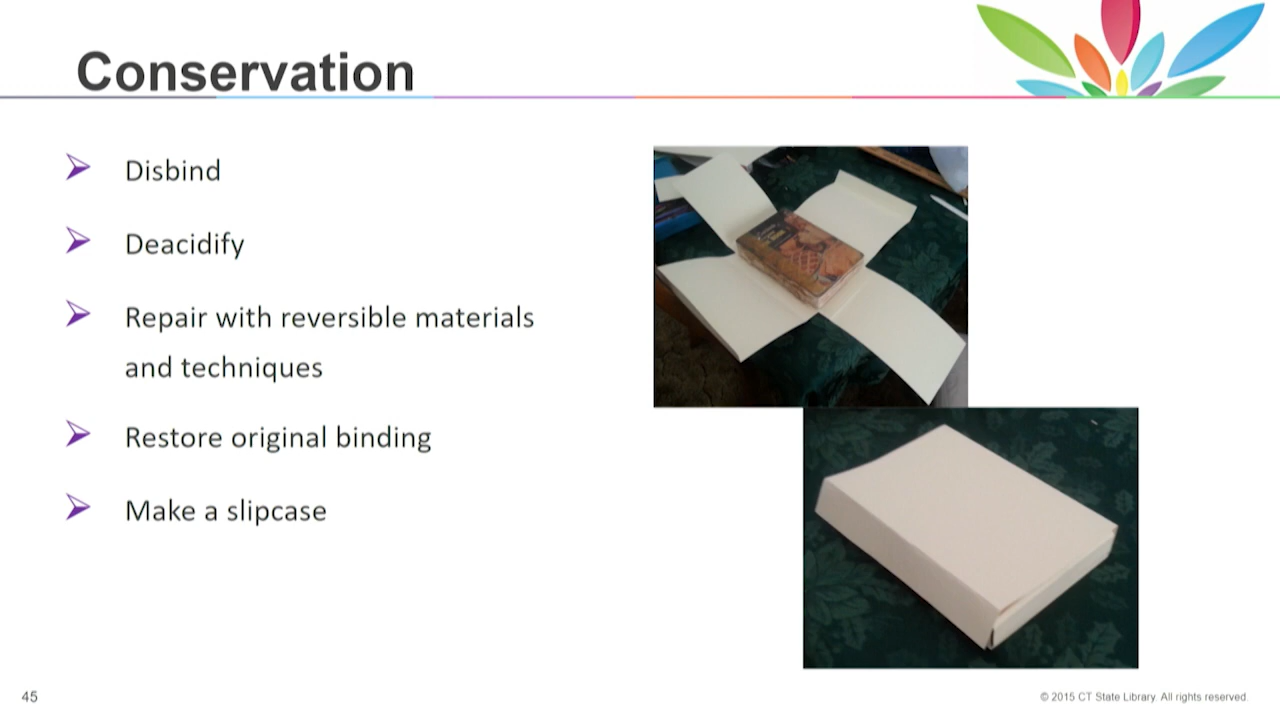 Conservation
Disbind
Deacidify
Repair with reversible materials
and techniques
Restore original binding
Make a slipcase
45
© 2015 CT State Library. All rights reserved.